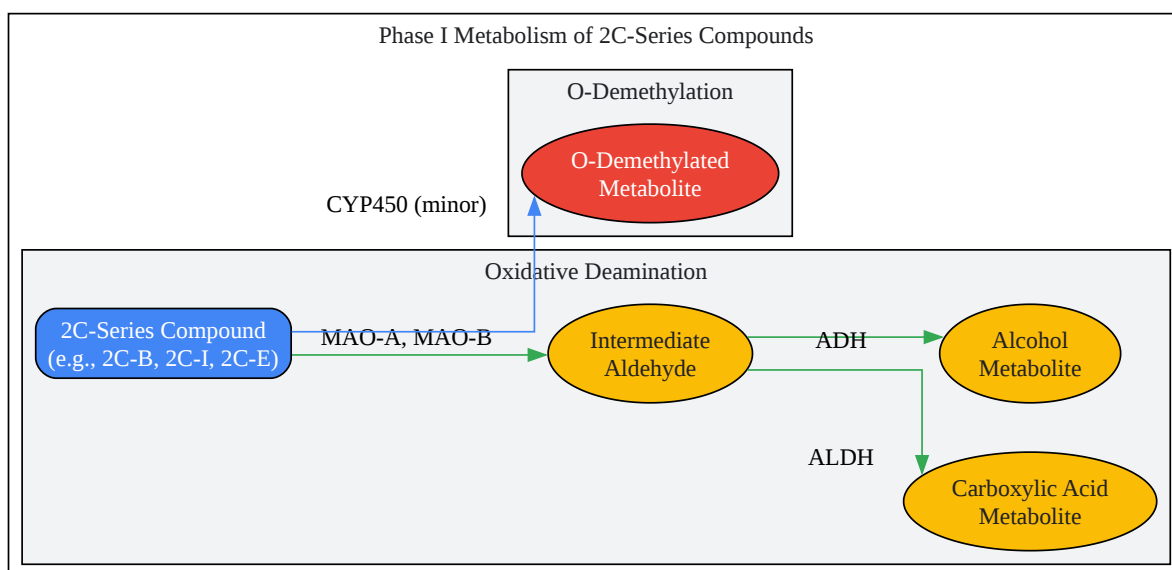 Phase I Metabolism of 2C-Series Compounds
O-Demethylation
O-Demethylated
Metabolite
CYP450 (minor)
Oxidative Deamination
2C-Series Compound
(e.g., 2C-B, 2C-I, 2C-E)
MAO-A, MAO-B
Intermediate
Aldehyde
ADH
Alcohol
Metabolite
ALDH
Carboxylic Acid
Metabolite